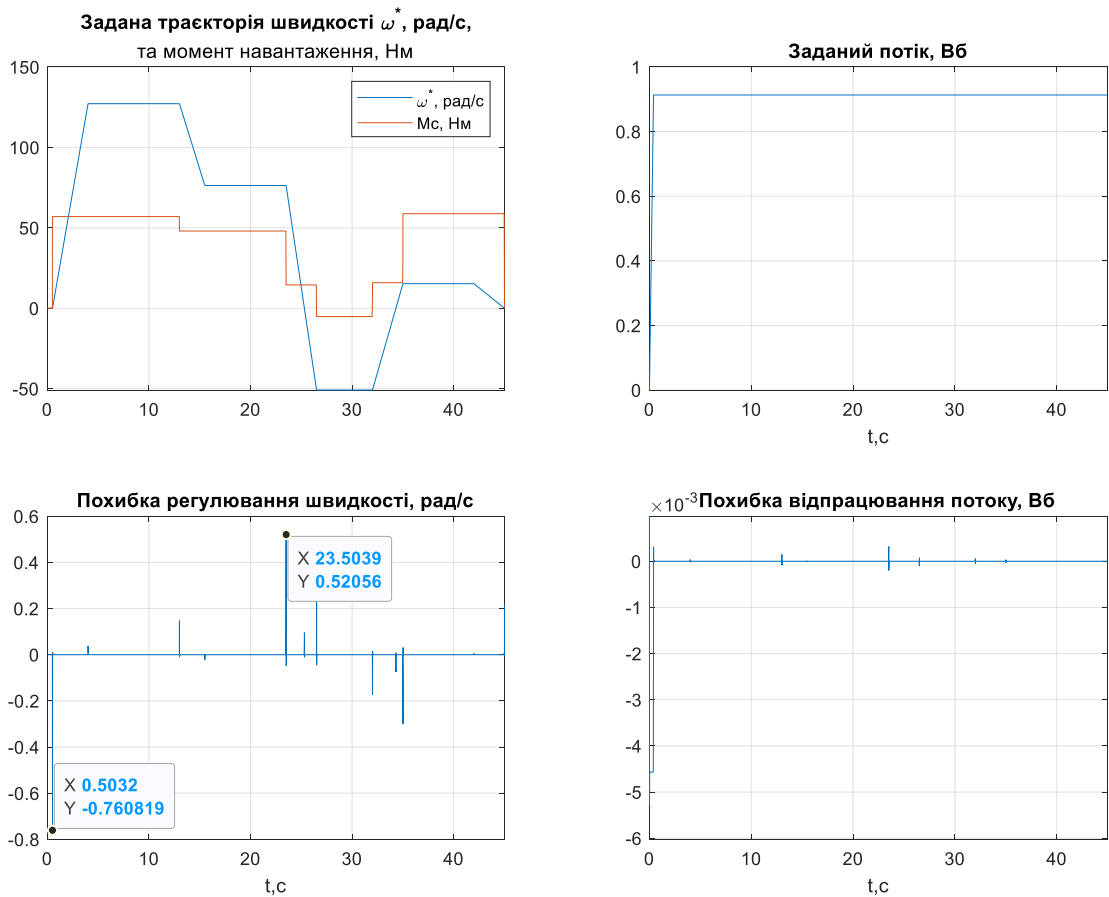 Задана траєкторія швидкості ω*, рад/с,
та момент навантаження, Нм
150
100
50
0
-50
0 10 20 30 40
ω*, рад/с
Мс, Нм
Заданий потік, Вб
1
0.8
0.6
0.4
0.2
0
0 10 20 30 40
t,c
Похибка регулювання швидкості, рад/с
0.6
0.4
0.2
0
-0.2
-0.4
-0.6
-0.8
X 23.5039
Y 0.52056
X 0.5032
Y -0.760819
0 10 20 30 40
t,c
×10-3 Похибка відпрацювання потоку, Вб
0
-1
-2
-3
-4
-5
-6
0 10 20 30 40
t,c